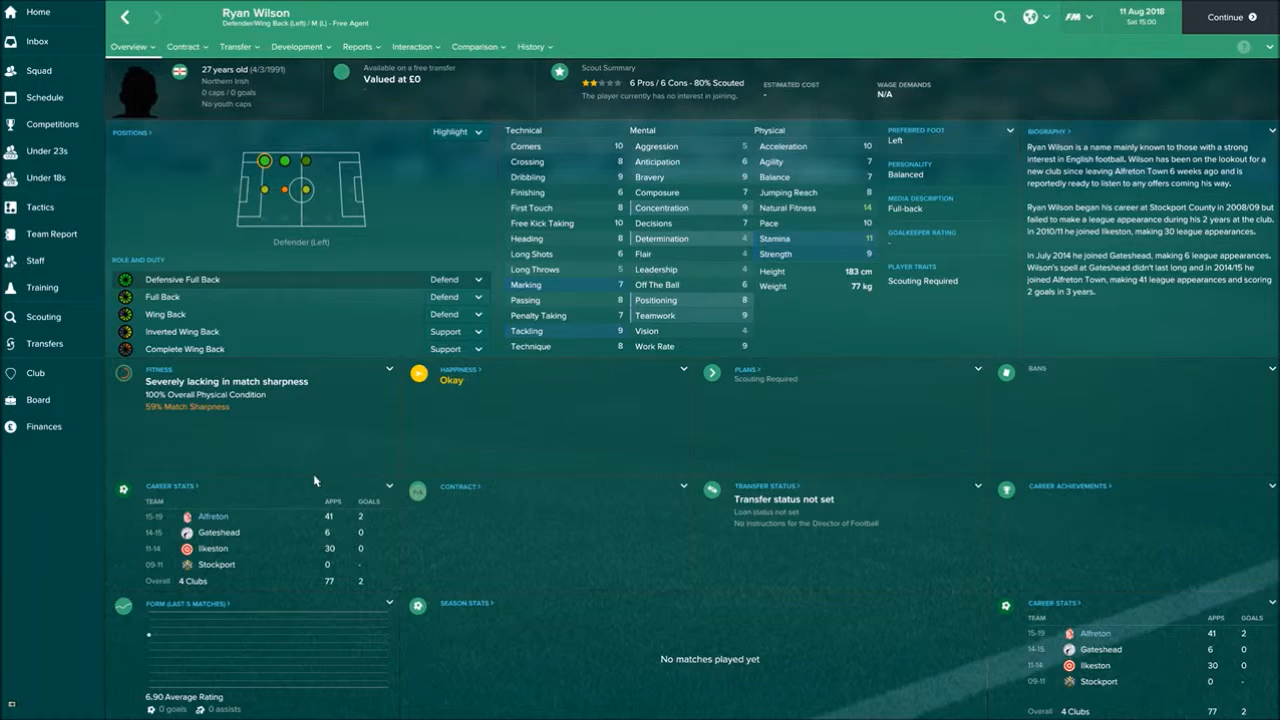 Home
Inbox
Squad
Schedule
Competitions
Under 23s
Under 18s
Tactics
Team Report
Staff
Training
Scouting
Transfers
Club
Board
Finances
Ryan Wilson
Defender/Wing Back (Left) / M (L) - Free Agent
FM
11 Aug 2018
Sat 15:00
Continue
Overview Contract Transfer Development Reports Interaction Comparison History
27 years old (4/3/1991)
Northern Irish
0 caps / 0 goals
No youth caps
Available on a free transfer
Valued at £0
-
Scout Summary
6 Pros / 6 Cons - 80% Scouted
The player currently has no interest in joining.
ESTIMATED COST
-
WAGE DEMANDS
N/A
POSITIONS
Highlight
Defender (Left)
ROLE AND DUTY
Defensive Full Back Defend
Full Back Defend
Wing Back Defend
Inverted Wing Back Support
Complete Wing Back Support
Technical
Corners 10
Crossing 8
Dribbling 9
Finishing 6
First Touch 8
Free Kick Taking 10
Heading 8
Long Shots 6
Long Throws 5
Marking 7
Passing 8
Penalty Taking 7
Tackling 9
Technique 8
Mental
Aggression 5
Anticipation 6
Bravery 9
Composure 7
Concentration 9
Decisions 7
Determination 4
Flair 4
Leadership 4
Off The Ball 6
Positioning 8
Teamwork 9
Vision 4
Work Rate 9
Physical
Acceleration 10
Agility 7
Balance 7
Jumping Reach 8
Natural Fitness 14
Pace 10
Stamina 11
Strength 9
Height 183 cm
Weight 77 kg
PREFERRED FOOT
Left
PERSONALITY
Balanced
MEDIA DESCRIPTION
Full-back
GOALKEEPER RATING
-
PLAYER TRAITS
Scouting Required
BIOGRAPHY
Ryan Wilson is a name mainly known to those with a strong
interest in English football. Wilson has been on the lookout for a
new club since leaving Alfreton Town 6 weeks ago and is
reportedly ready to listen to any offers coming his way.
Ryan Wilson began his career at Stockport County in 2008/09 but
failed to make a league appearance during his 2 years at the club.
In 2010/11 he joined Ilkeston, making 30 league appearances.
In July 2014 he joined Gateshead, making 6 league appearances.
Wilson's spell at Gateshead didn't last long and in 2014/15 he
joined Alfreton Town, making 41 league appearances and scoring
2 goals in 3 years.
FITNESS
Severely lacking in match sharpness
100% Overall Physical Condition
59% Match Sharpness
HAPPINESS
Okay
PLANS
Scouting Required
BANS
CAREER STATS
TEAM APPS GOALS
15-19 Alfreton 41 2
14-15 Gateshead 6 0
11-14 Ilkeston 30 0
09-11 Stockport 0 -
Overall 4 Clubs 77 2
CONTRACT
TRANSFER STATUS
Transfer status not set
Loan status not set
No instructions for the Director of Football
CAREER ACHIEVEMENTS
FORM (LAST 5 MATCHES)
6.90 Average Rating
0 goals 0 assists
SEASON STATS
No matches played yet
CAREER STATS
TEAM APPS GOALS
15-19 Alfreton 41 2
14-15 Gateshead 6 0
11-14 Ilkeston 30 0
09-11 Stockport 0 -
Overall 4 Clubs 77 2